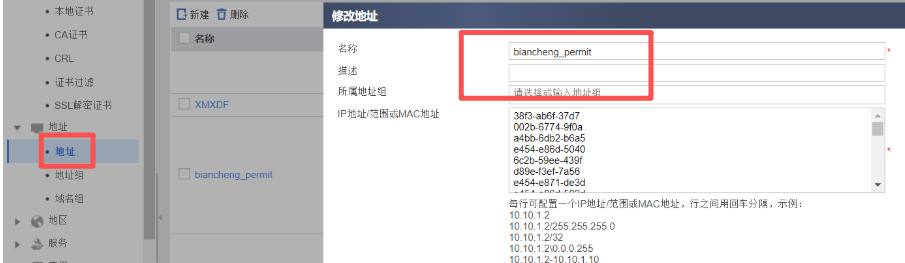 本地证书
CA证书
CRL
证书过滤
SSL解密证书
地址
地址
地址组
域名组
地区
服务
新建 删除
名称
XMXDF
biancheng_permit
修改地址
名称
biancheng_permit
*
描述
所属地址组
请选择或输入地址组
IP地址/范围或MAC地址
38f3-ab6f-37d7
002b-6774-9f0a
a4bb-6db2-b6a5
e454-e86d-5040
6c2b-59ee-439f
d89e-f3ef-7a56
e454-e871-de3d
*
每行可配置一个IP地址/范围或MAC地址，行之间用回车分隔，示例：
10.10.1.2
10.10.1.2/255.255.255.0
10.10.1.2/32
10.10.1.2\0.0.0.255
10.10.1.2-10.10.1.10